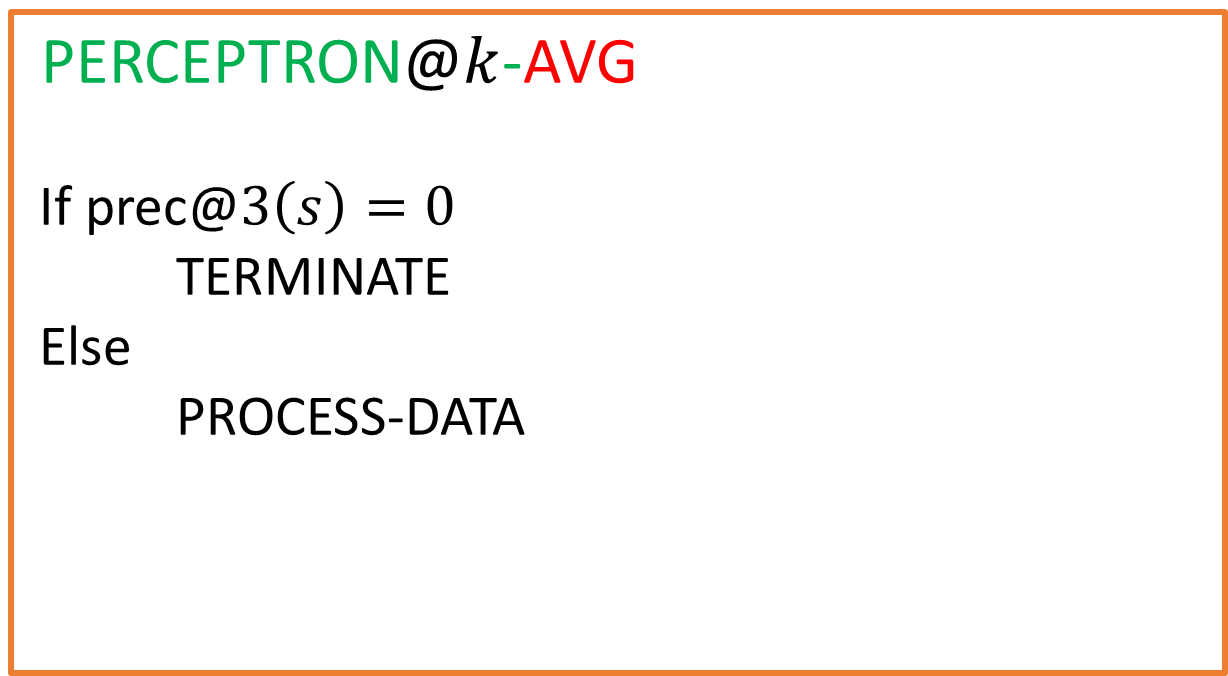 PERCEPTRON@k-AVG
If prec@3(s) = 0
TERMINATE
Else
PROCESS-DATA